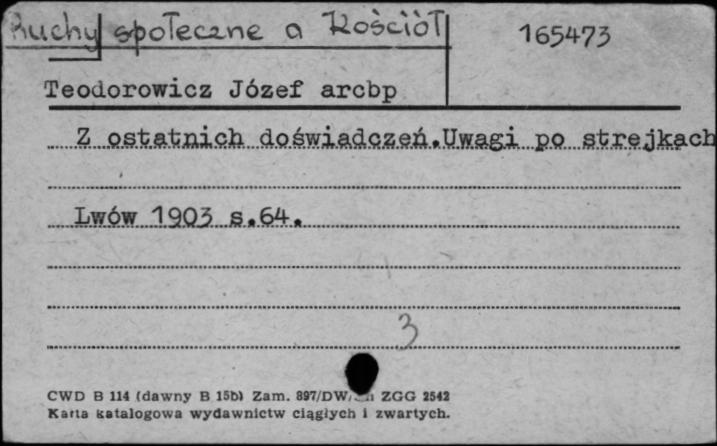 Ruchy społeczne a Kościół
165473
Teodorowicz Józef arcbp
Z ostatnich doświadczeń.Uwagi po strejkach
Lwów 1903 s.64.
3
CWD B 114 (dawny B 15b) Zam. 897/DW/ ZGG 2542
Karta katalogowa wydawnictw ciągłych i zwartych.